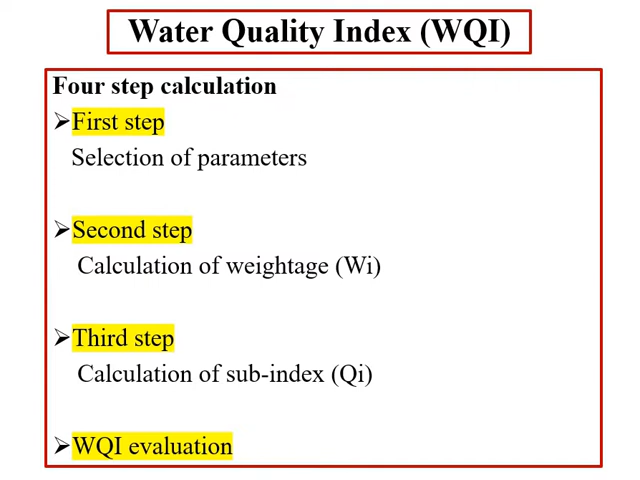 Water Quality Index (WQI)
Four step calculation
➢First step
Selection of parameters
➢Second step
Calculation of weightage (Wi)
➢Third step
Calculation of sub-index (Qi)
➢WQI evaluation